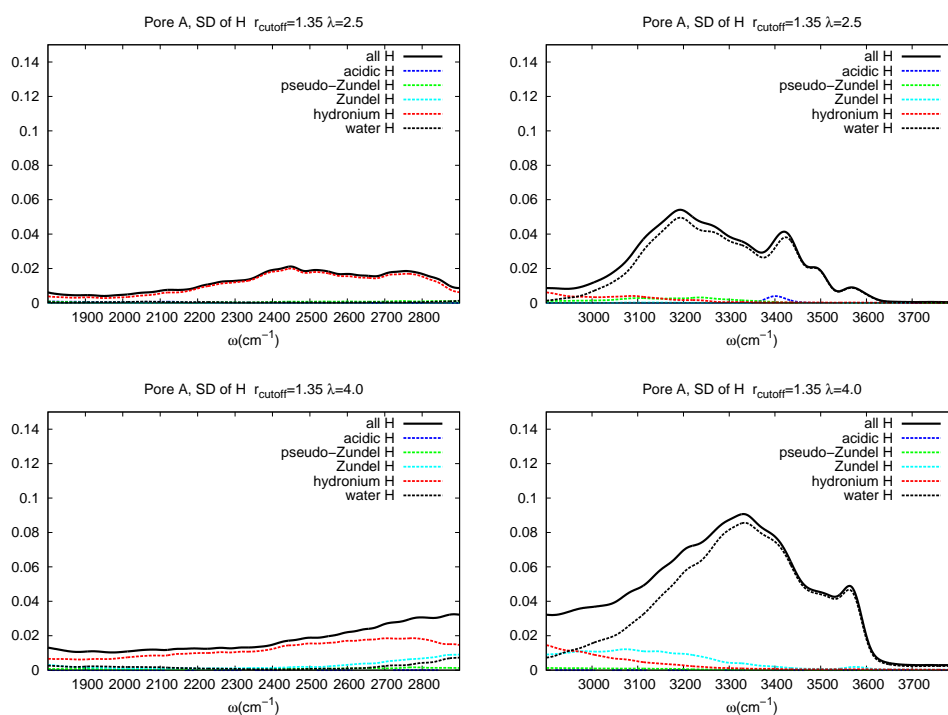 Pore A, SD of H r_cutoff=1.35 λ=2.5
0.14
0.12
0.1
0.08
0.06
0.04
0.02
0
all H
acidic H
pseudo−Zundel H
Zundel H
hydronium H
water H
1900 2000 2100 2200 2300 2400 2500 2600 2700 2800
ω(cm⁻¹)
Pore A, SD of H r_cutoff=1.35 λ=2.5
0.14
0.12
0.1
0.08
0.06
0.04
0.02
0
all H
acidic H
pseudo−Zundel H
Zundel H
hydronium H
water H
3000 3100 3200 3300 3400 3500 3600 3700
ω(cm⁻¹)
Pore A, SD of H r_cutoff=1.35 λ=4.0
0.14
0.12
0.1
0.08
0.06
0.04
0.02
0
all H
acidic H
pseudo−Zundel H
Zundel H
hydronium H
water H
1900 2000 2100 2200 2300 2400 2500 2600 2700 2800
ω(cm⁻¹)
Pore A, SD of H r_cutoff=1.35 λ=4.0
0.14
0.12
0.1
0.08
0.06
0.04
0.02
0
all H
acidic H
pseudo−Zundel H
Zundel H
hydronium H
water H
3000 3100 3200 3300 3400 3500 3600 3700
ω(cm⁻¹)